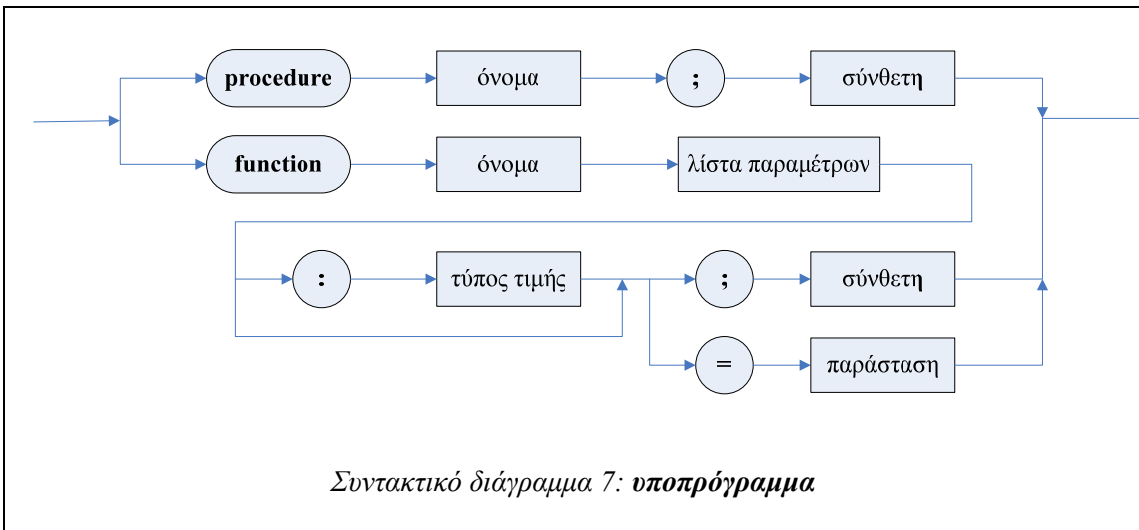 procedure όνομα ; σύνθετη
function όνομα λίστα παραμέτρων
: τύπος τιμής ; σύνθετη
= παράσταση
Συντακτικό διάγραμμα 7: υποπρόγραμμα